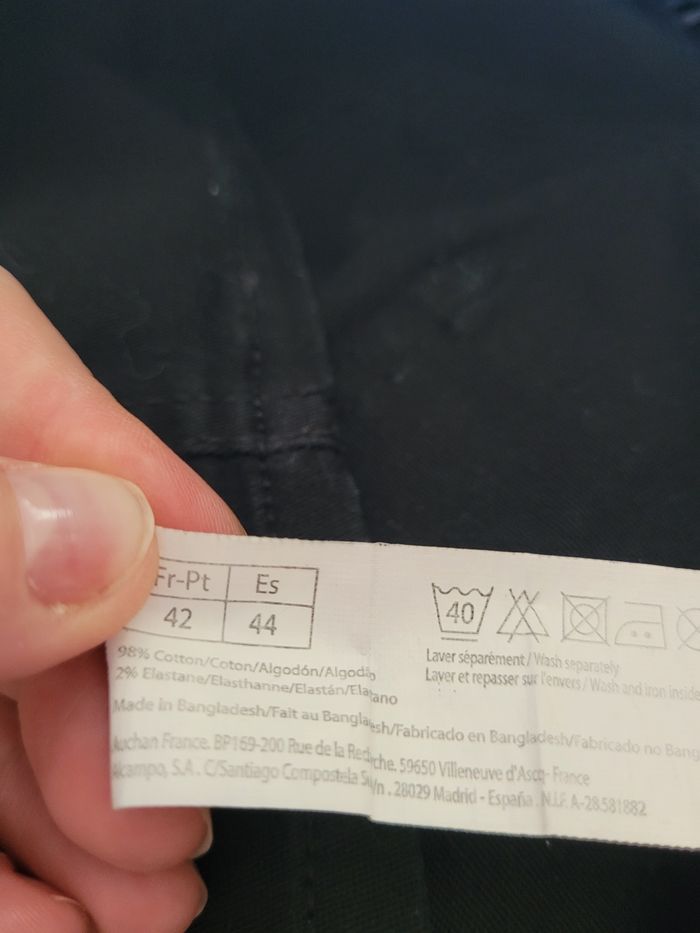 Fr-Pt Es
42 44
40
98% Cotton/Coton/Algodón/Algodão
2% Elastane/Elasthanne/Elastán/Elastano
Made in Bangladesh/Fait au Bangladesh/Fabricado en Bangladesh/Fabricado no Bang
Auchan France. BP169-200 Rue de la Recherche, 59650 Villeneuve d'Ascq- France
Alcampo, S.A. C/Santiago Compostela S/n . 28029 Madrid - España . N.I.F. A-28581882
Laver séparément / Wash separately
Laver et repasser sur l'envers / Wash and iron inside